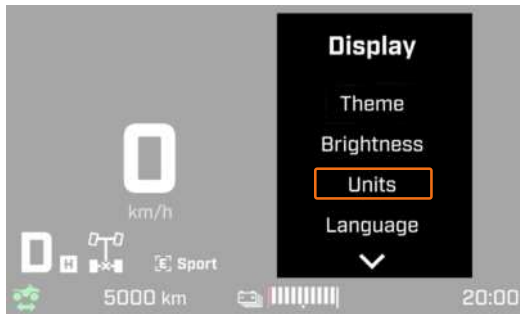 Display
Theme
Brightness
Units
Language
0
km/h
D H [E] Sport
5000 km 20:00